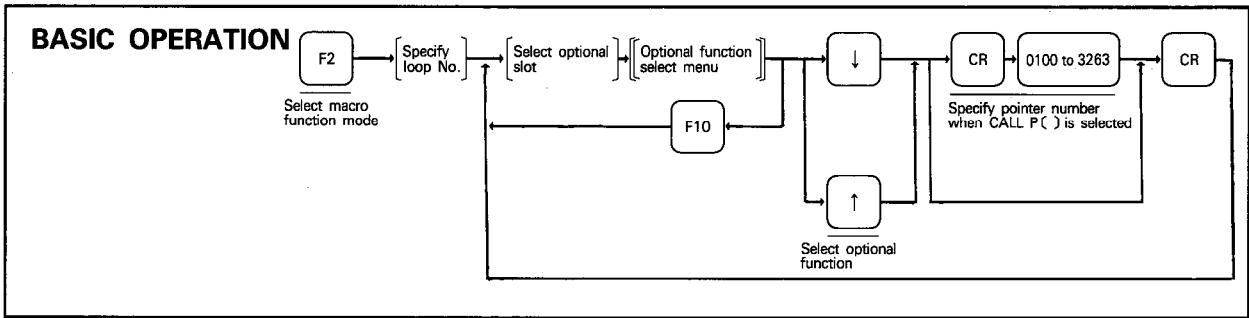 BASIC OPERATION
F2
Select macro
function mode
Specify
loop No.
Select optional
slot
Optional function
select menu
F10
↓
↑
Select optional
function
CR
0100 to 3263
Specify pointer number
when CALL P( ) is selected
CR